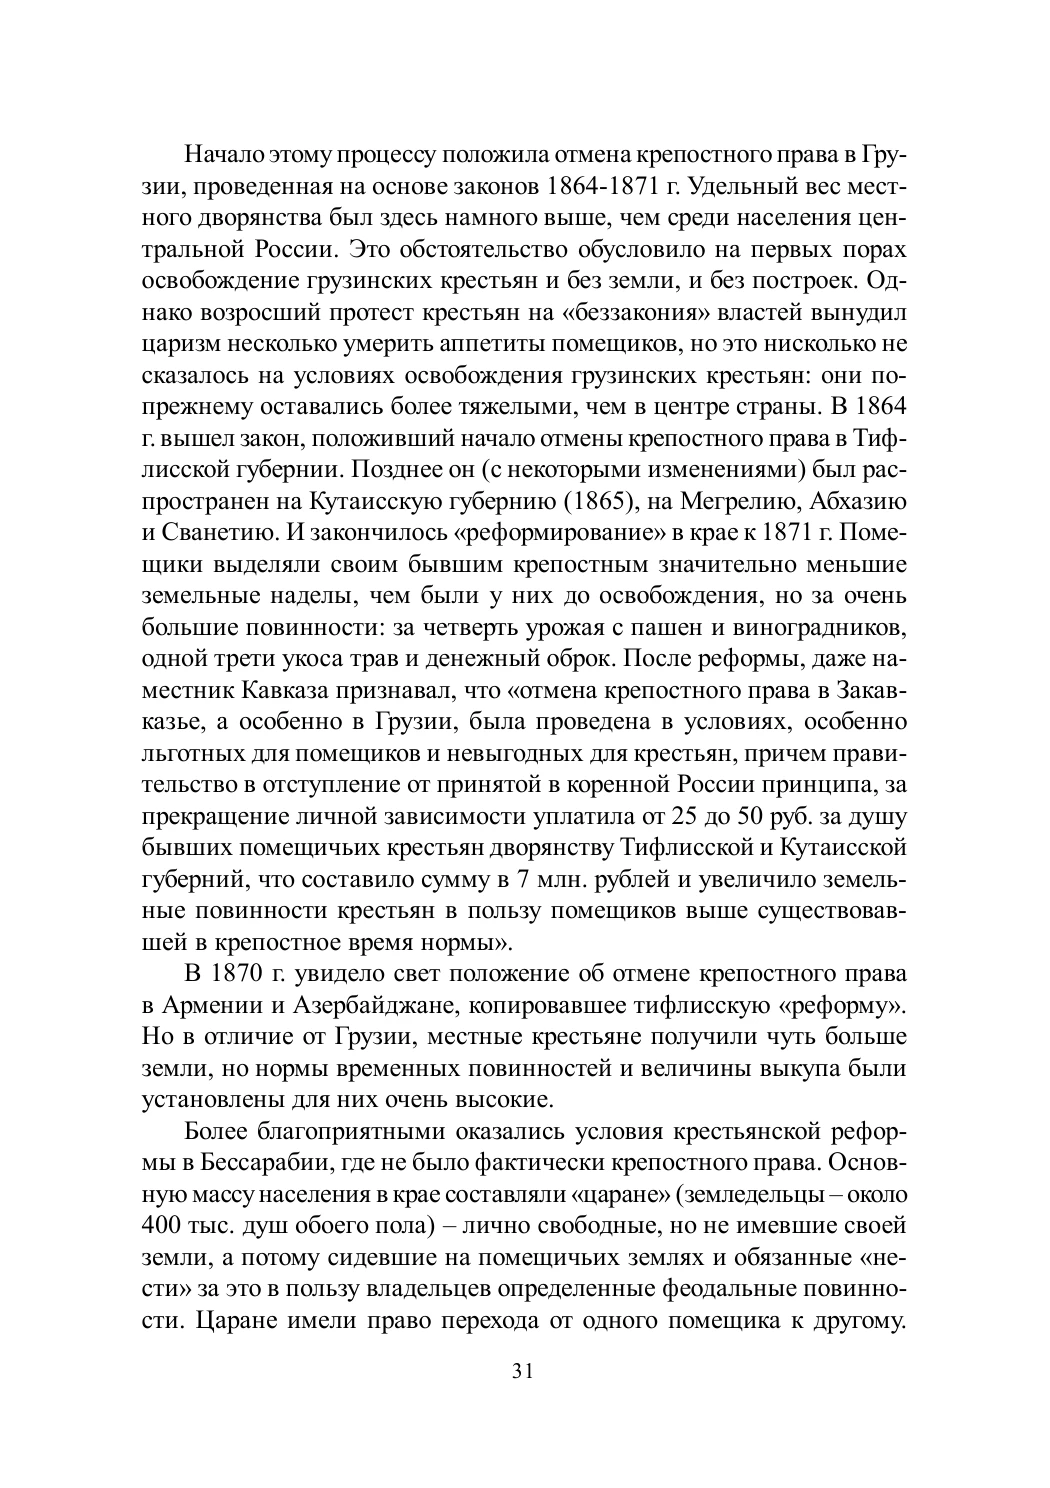 Начало этому процессу положила отмена крепостного права в Гру-
зии, проведенная на основе законов 1864-1871 г. Удельный вес мест-
ного дворянства был здесь намного выше, чем среди населения цен-
тральной России. Это обстоятельство обусловило на первых порах
освобождение грузинских крестьян и без земли, и без построек. Од-
нако возросший протест крестьян на «беззакония» властей вынудил
царизм несколько умерить аппетиты помещиков, но это нисколько не
сказалось на условиях освобождения грузинских крестьян: они по-
прежнему оставались более тяжелыми, чем в центре страны. В 1864
г. вышел закон, положивший начало отмены крепостного права в Тиф-
лисской губернии. Позднее он (с некоторыми изменениями) был рас-
пространен на Кутаисскую губернию (1865), на Мегрелию, Абхазию
и Сванетию. И закончилось «реформирование» в крае к 1871 г. Поме-
щики выделяли своим бывшим крепостным значительно меньшие
земельные наделы, чем были у них до освобождения, но за очень
большие повинности: за четверть урожая с пашен и виноградников,
одной трети укоса трав и денежный оброк. После реформы, даже на-
местник Кавказа признавал, что «отмена крепостного права в Закав-
казье, а особенно в Грузии, была проведена в условиях, особенно
льготных для помещиков и невыгодных для крестьян, причем прави-
тельство в отступление от принятой в коренной России принципа, за
прекращение личной зависимости уплатила от 25 до 50 руб. за душу
бывших помещичьих крестьян дворянству Тифлисской и Кутаисской
губерний, что составило сумму в 7 млн. рублей и увеличило земель-
ные повинности крестьян в пользу помещиков выше существовав-
шей в крепостное время нормы».
В 1870 г. увидело свет положение об отмене крепостного права
в Армении и Азербайджане, копировавшее тифлисскую «реформу».
Но в отличие от Грузии, местные крестьяне получили чуть больше
земли, но нормы временных повинностей и величины выкупа были
установлены для них очень высокие.
Более благоприятными оказались условия крестьянской рефор-
мы в Бессарабии, где не было фактически крепостного права. Основ-
ную массу населения в крае составляли «царане» (земледельцы – около
400 тыс. душ обоего пола) – лично свободные, но не имевшие своей
земли, а потому сидевшие на помещичьих землях и обязанные «не-
сти» за это в пользу владельцев определенные феодальные повинно-
сти. Царане имели право перехода от одного помещика к другому.
31